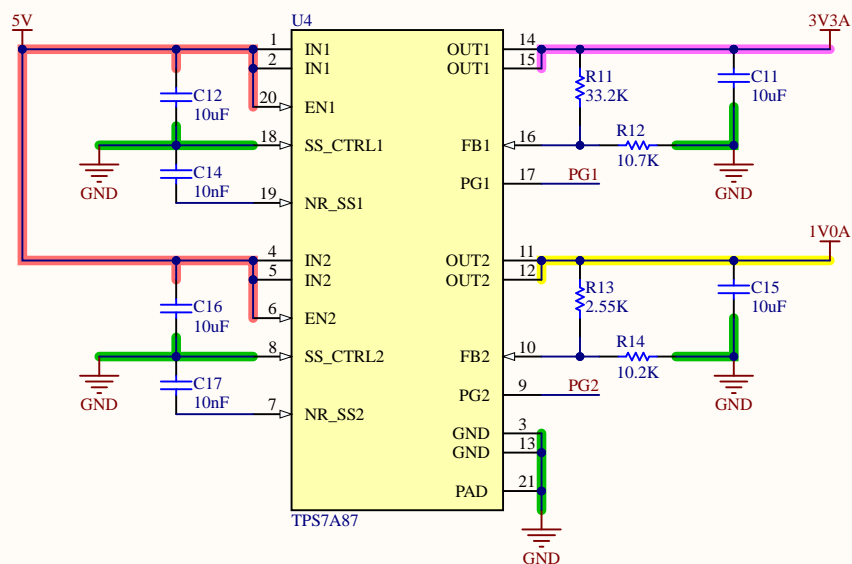 5V
U4
3V3A
1
IN1
OUT1
14
2
IN1
OUT1
15
C12
10uF
R11
33.2K
C11
10uF
20
EN1
18
SS_CTRL1
FB1
16
R12
10.7K
GND
C14
10nF
PG1
17
PG1
GND
19
NR_SS1
1V0A
4
IN2
OUT2
11
5
IN2
OUT2
12
C16
10uF
R13
2.55K
C15
10uF
6
EN2
8
SS_CTRL2
FB2
10
R14
10.2K
GND
C17
10nF
PG2
9
PG2
GND
7
NR_SS2
GND
3
GND
13
PAD
21
TPS7A87
GND